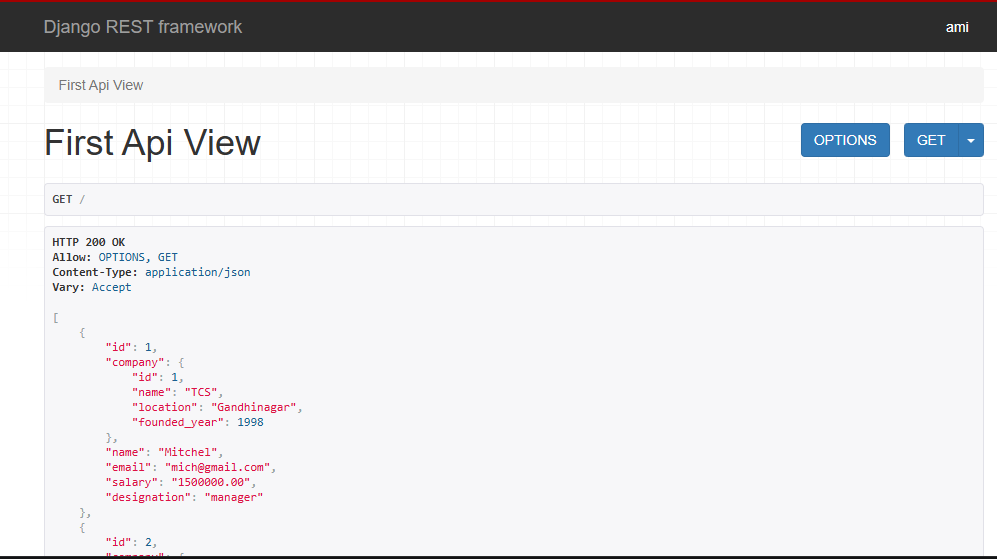 Django REST framework
ami
First Api View
First Api View
OPTIONS
GET
GET /
HTTP 200 OK
Allow: OPTIONS, GET
Content-Type: application/json
Vary: Accept
[
    {
        "id": 1,
        "company": {
            "id": 1,
            "name": "TCS",
            "location": "Gandhinagar",
            "founded_year": 1998
        },
        "name": "Mitchel",
        "email": "mich@gmail.com",
        "salary": "1500000.00",
        "designation": "manager"
    },
    {
        "id": 2,